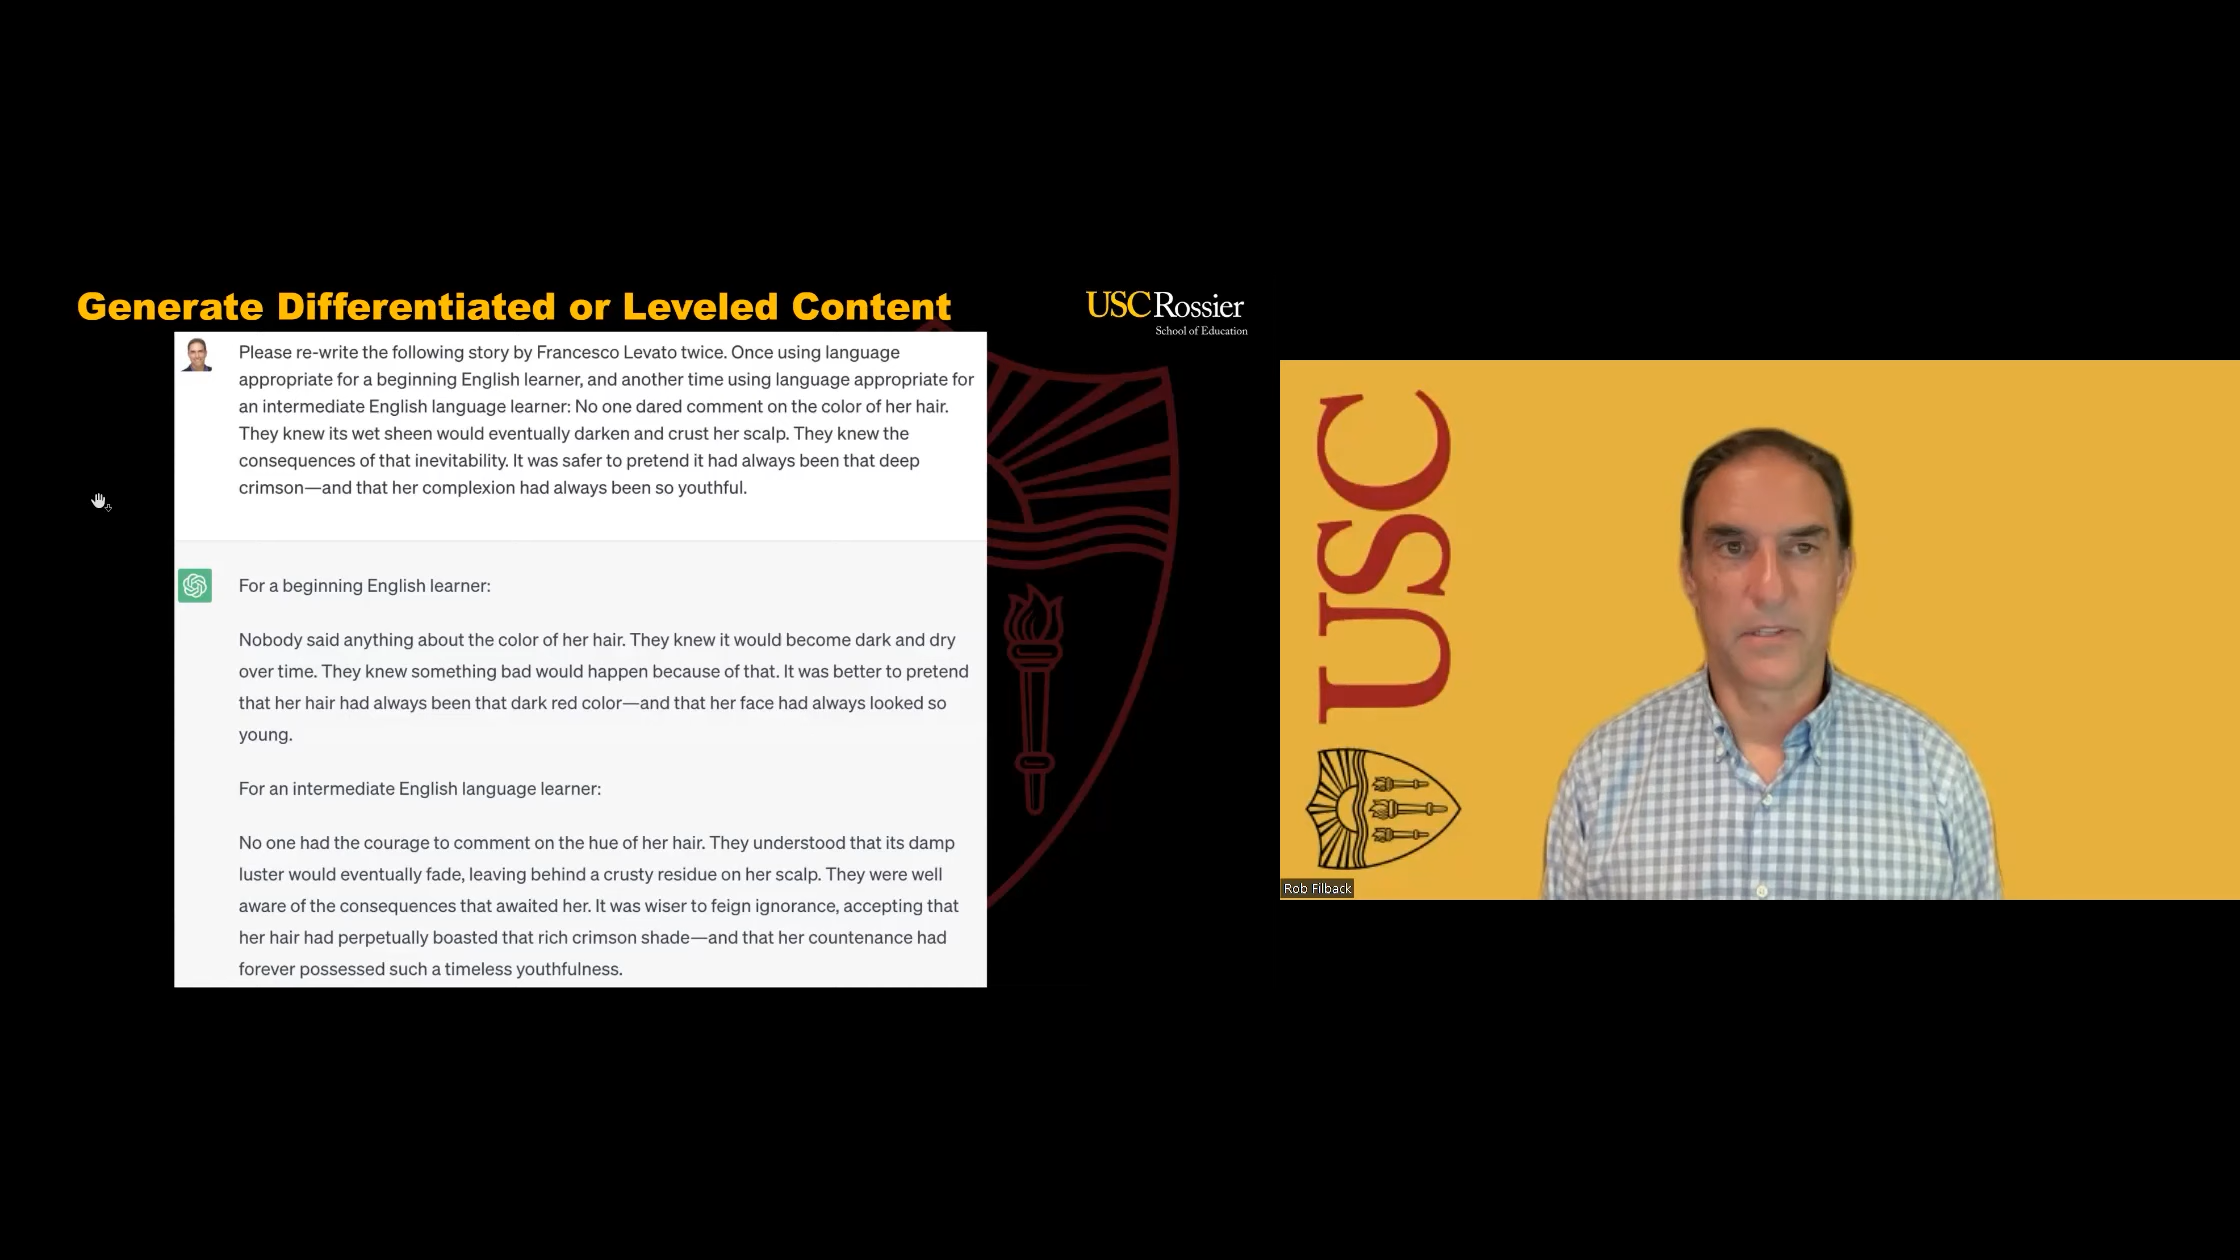 Generate Differentiated or Leveled Content
USC Rossier
School of Education
Please re-write the following story by Francesco Levato twice. Once using language
appropriate for a beginning English learner, and another time using language appropriate for
an intermediate English language learner: No one dared comment on the color of her hair.
They knew its wet sheen would eventually darken and crust her scalp. They knew the
consequences of that inevitability. It was safer to pretend it had always been that deep
crimson—and that her complexion had always been so youthful.
For a beginning English learner:
Nobody said anything about the color of her hair. They knew it would become dark and dry
over time. They knew something bad would happen because of that. It was better to pretend
that her hair had always been that dark red color—and that her face had always looked so
young.
For an intermediate English language learner:
No one had the courage to comment on the hue of her hair. They understood that its damp
luster would eventually fade, leaving behind a crusty residue on her scalp. They were well
aware of the consequences that awaited her. It was wiser to feign ignorance, accepting that
her hair had perpetually boasted that rich crimson shade—and that her countenance had
forever possessed such a timeless youthfulness.
USC
Rob Filback